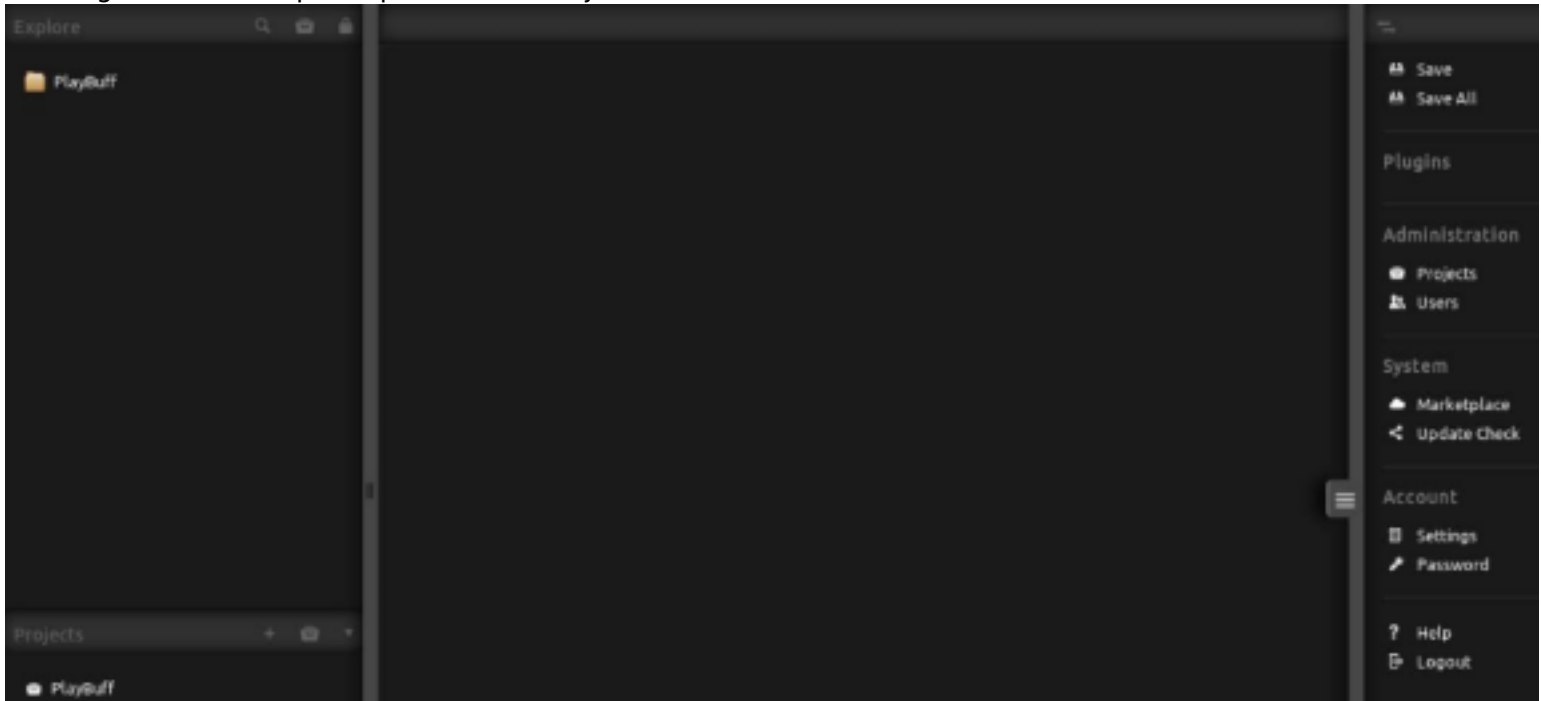 Explore
PlayBuff
Projects
PlayBuff
Save
Save All
Plugins
Administration
Projects
Users
System
Marketplace
Update Check
Account
Settings
Password
? Help
Logout